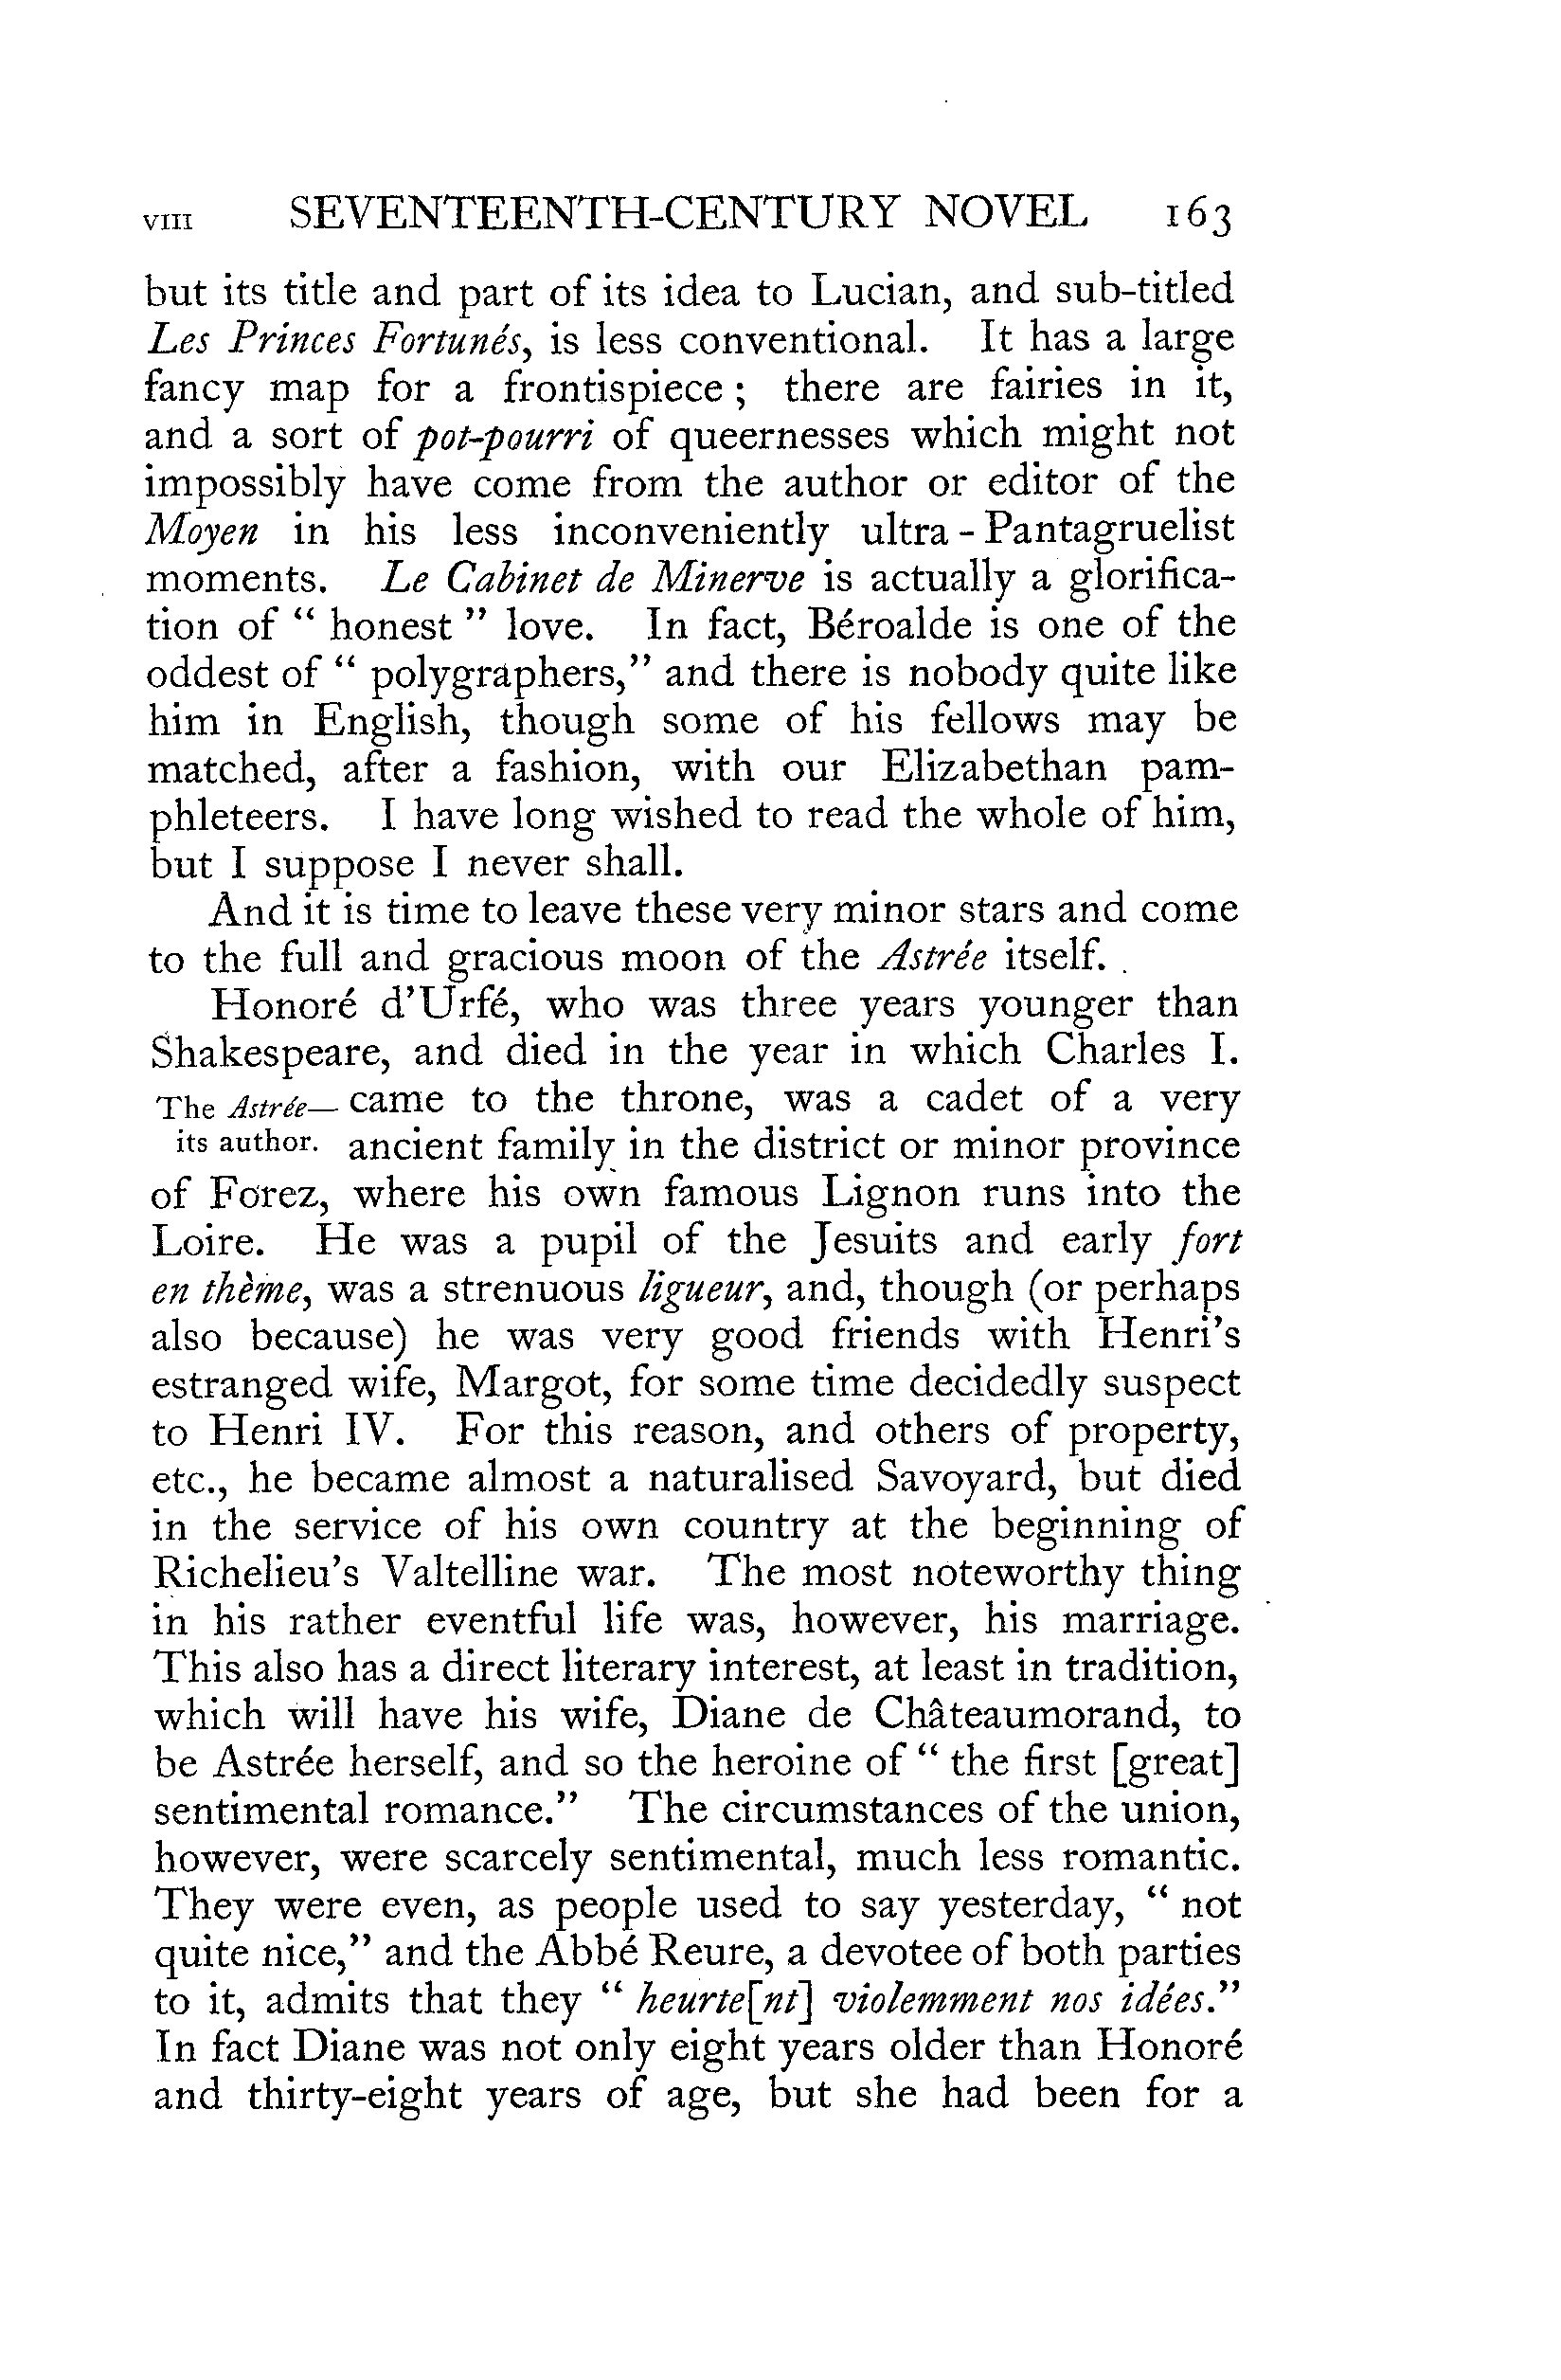 VIII SEVENTEENTH-CENTURY NOVEL 163
but its title and part of its idea to Lucian, and sub-titled
Les Princes Fortunés, is less conventional. It has a large
fancy map for a frontispiece ; there are fairies in it,
and a sort of pot-pourri of queernesses which might not
impossibly have come from the author or editor of the
Moyen in his less inconveniently ultra - Pantagruelist
moments. Le Cabinet de Minerve is actually a glorifica-
tion of “ honest ” love. In fact, Béroalde is one of the
oddest of “ polygraphers,” and there is nobody quite like
him in English, though some of his fellows may be
matched, after a fashion, with our Elizabethan pam-
phleteers. I have long wished to read the whole of him,
but I suppose I never shall.
And it is time to leave these very minor stars and come
to the full and gracious moon of the Astrée itself.
Honoré d’Urfé, who was three years younger than
Shakespeare, and died in the year in which Charles I.
The Astrée— came to the throne, was a cadet of a very
its author. ancient family in the district or minor province
of Forez, where his own famous Lignon runs into the
Loire. He was a pupil of the Jesuits and early fort
en thème, was a strenuous ligueur, and, though (or perhaps
also because) he was very good friends with Henri’s
estranged wife, Margot, for some time decidedly suspect
to Henri IV. For this reason, and others of property,
etc., he became almost a naturalised Savoyard, but died
in the service of his own country at the beginning of
Richelieu’s Valtelline war. The most noteworthy thing
in his rather eventful life was, however, his marriage.
This also has a direct literary interest, at least in tradition,
which will have his wife, Diane de Châteaumorand, to
be Astrée herself, and so the heroine of “ the first [great]
sentimental romance.” The circumstances of the union,
however, were scarcely sentimental, much less romantic.
They were even, as people used to say yesterday, “ not
quite nice,” and the Abbé Reure, a devotee of both parties
to it, admits that they “ heurte[nt] violemment nos idées.”
In fact Diane was not only eight years older than Honoré
and thirty-eight years of age, but she had been for a